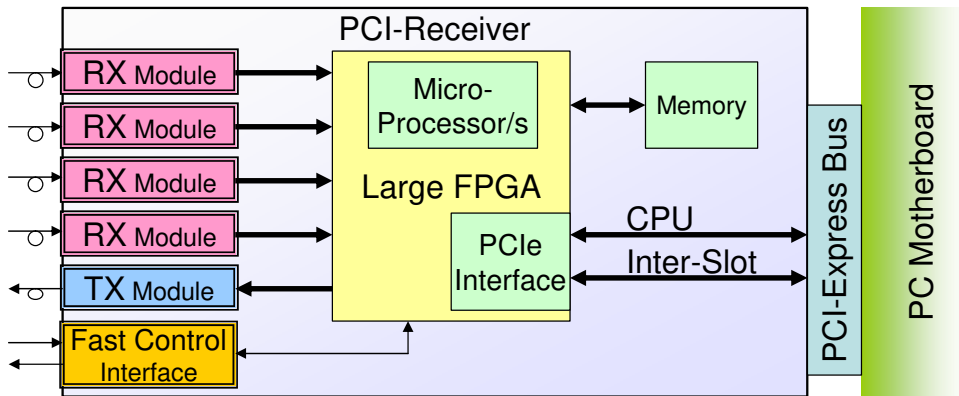 PCI-Receiver
RX Module
RX Module
RX Module
RX Module
TX Module
Fast Control
Interface
Micro-
Processor/s
Large FPGA
PCIe
Interface
Memory
CPU
Inter-Slot
PCI-Express Bus
PC Motherboard